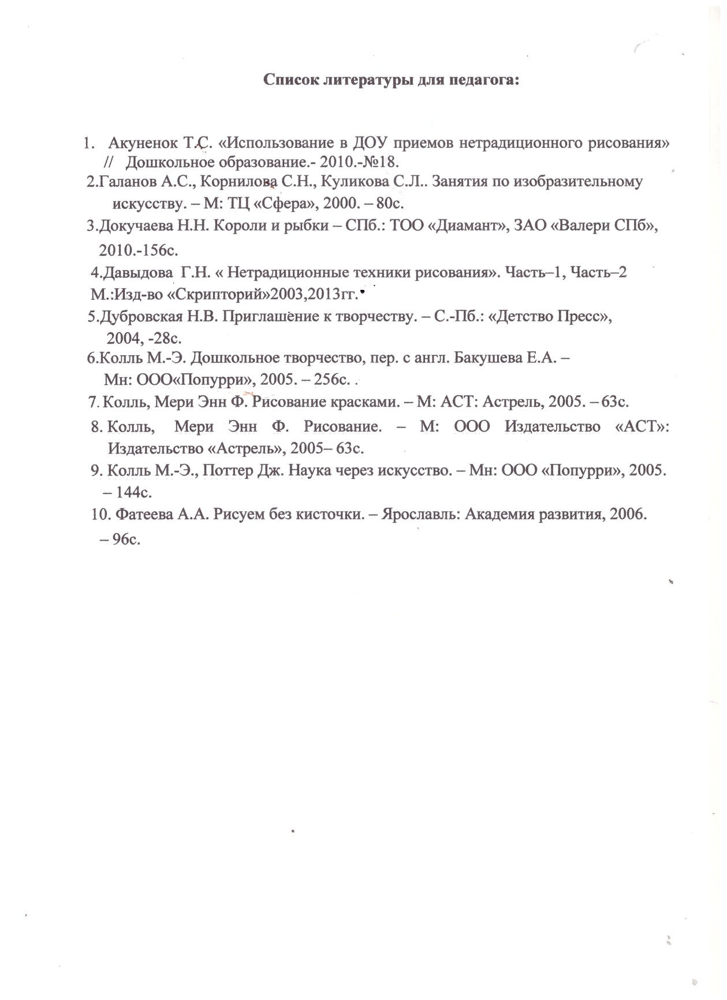 Список литературы для педагога:
1. Акуненок Т.С. «Использование в ДОУ приемов нетрадиционного рисования»
// Дошкольное образование.- 2010.-№18.
2.Галанов А.С., Корнилова С.Н., Куликова С.Л.. Занятия по изобразительному
искусству. – М: ТЦ «Сфера», 2000. – 80с.
3.Докучаева Н.Н. Короли и рыбки – СПб.: ТОО «Диамант», ЗАО «Валери СПб»,
2010.-156с.
4.Давыдова Г.Н. « Нетрадиционные техники рисования». Часть–1, Часть–2
М.:Изд-во «Скрипторий»2003,2013гг.
5.Дубровская Н.В. Приглашение к творчеству. – С.-Пб.: «Детство Пресс»,
2004, -28с.
6.Колль М.-Э. Дошкольное творчество, пер. с англ. Бакушева Е.А. –
Мн: ООО«Попурри», 2005. – 256с. .
7. Колль, Мери Энн Ф. Рисование красками. – М: АСТ: Астрель, 2005. – 63с.
8. Колль, Мери Энн Ф. Рисование. – М: ООО Издательство «АСТ»:
Издательство «Астрель», 2005– 63с.
9. Колль М.-Э., Поттер Дж. Наука через искусство. – Мн: ООО «Попурри», 2005.
– 144с.
10. Фатеева А.А. Рисуем без кисточки. – Ярославль: Академия развития, 2006.
– 96с.